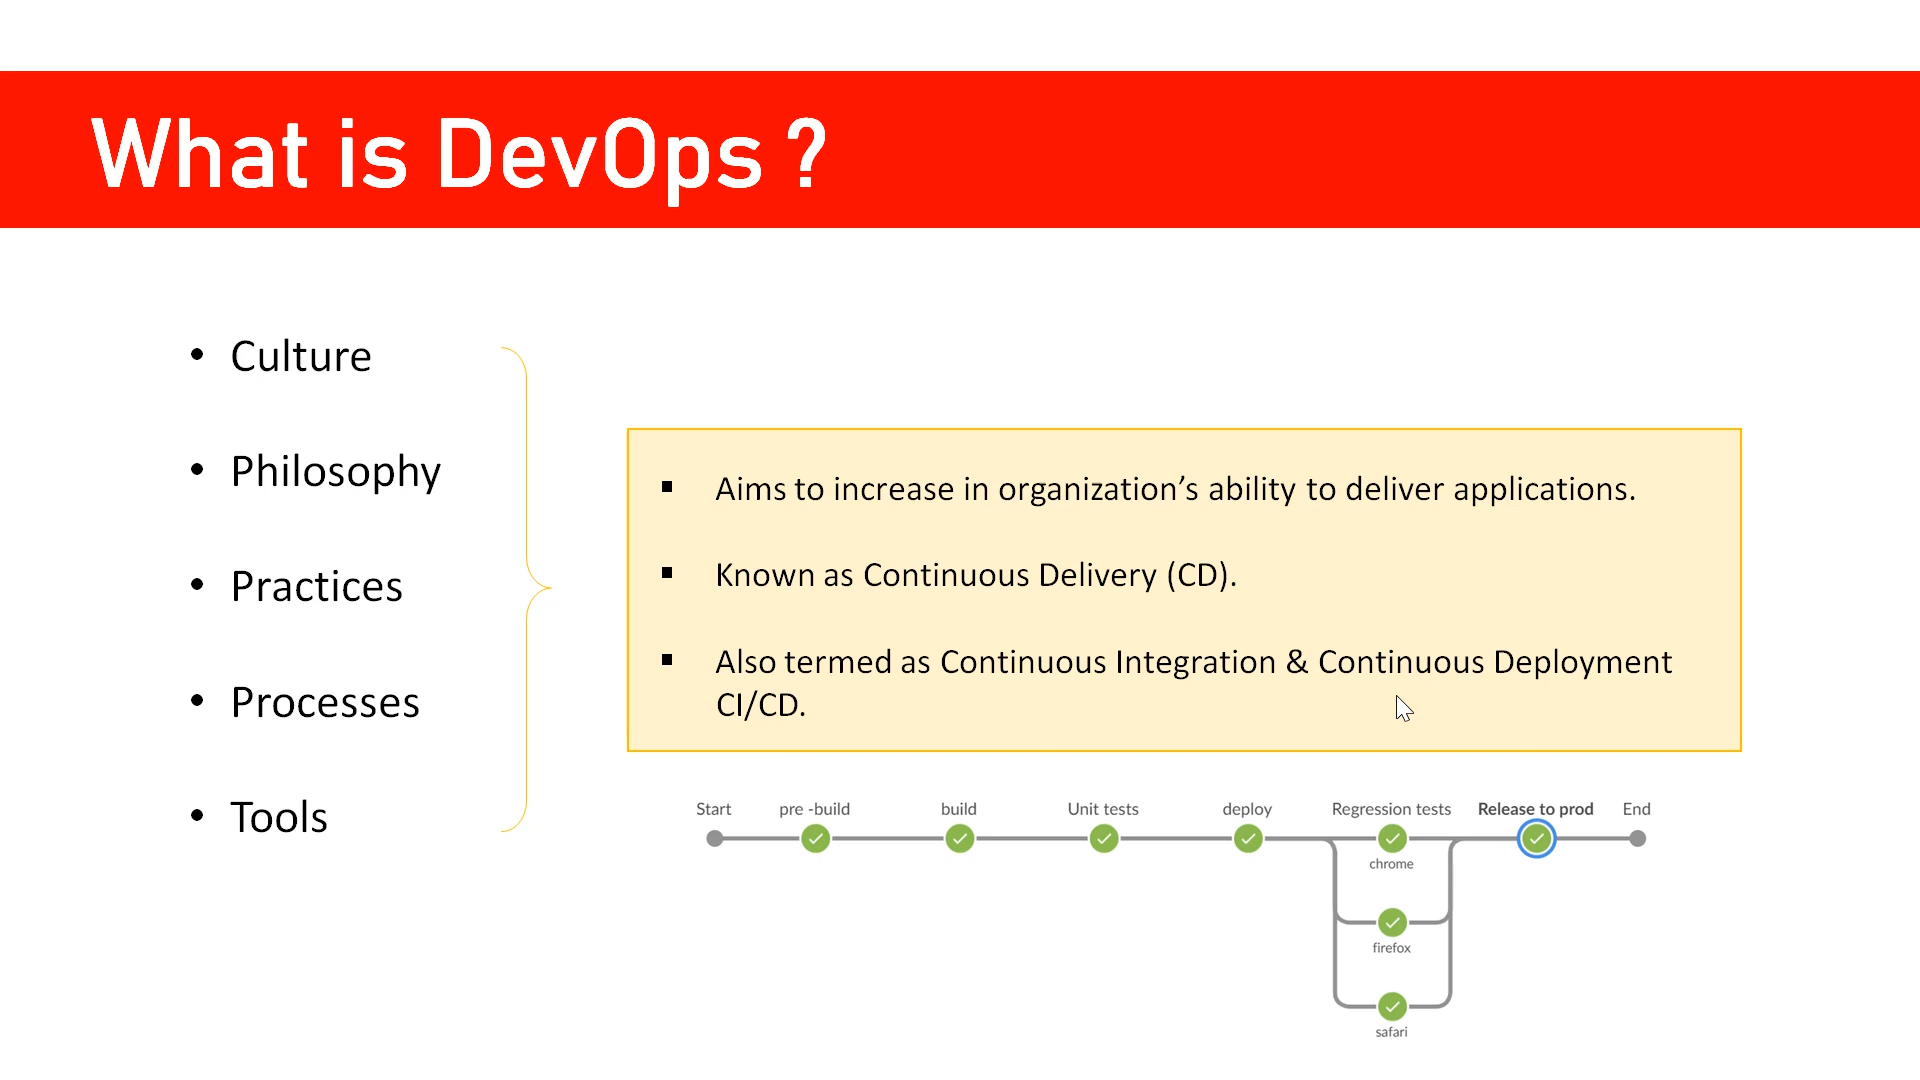 What is DevOps ?
• Culture
• Philosophy
• Practices
• Processes
• Tools
▪ Aims to increase in organization’s ability to deliver applications.
▪ Known as Continuous Delivery (CD).
▪ Also termed as Continuous Integration & Continuous Deployment
CI/CD.
Start pre -build build Unit tests deploy Regression tests Release to prod End
chrome
firefox
safari